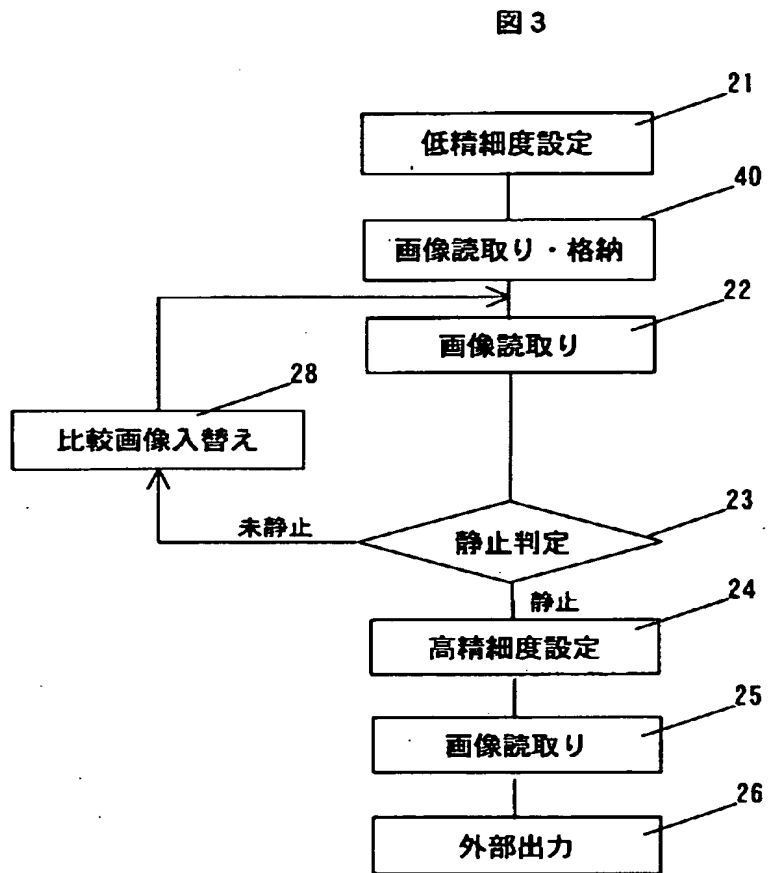 図3
21
低精細度設定
40
画像読取り・格納
22
画像読取り
28
比較画像入替え
23
静止判定
未静止
静止
24
高精細度設定
25
画像読取り
26
外部出力